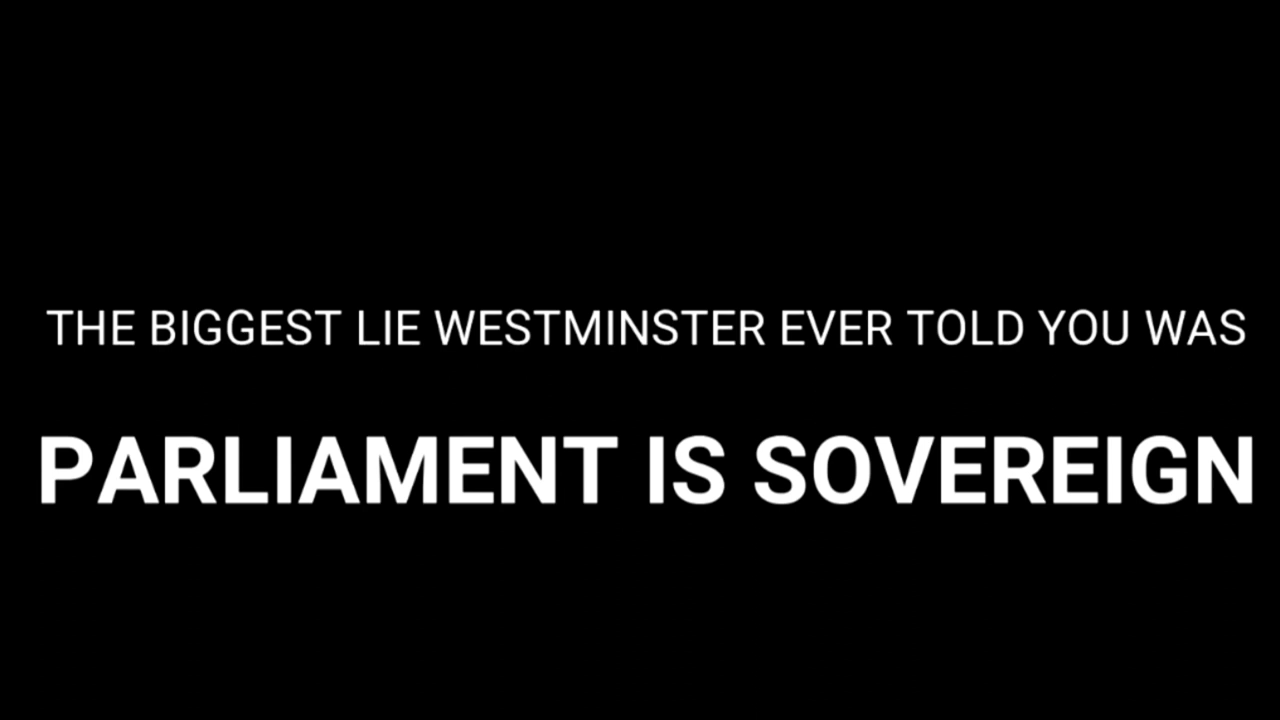 THE BIGGEST LIE WESTMINSTER EVER TOLD YOU WAS
PARLIAMENT IS SOVEREIGN